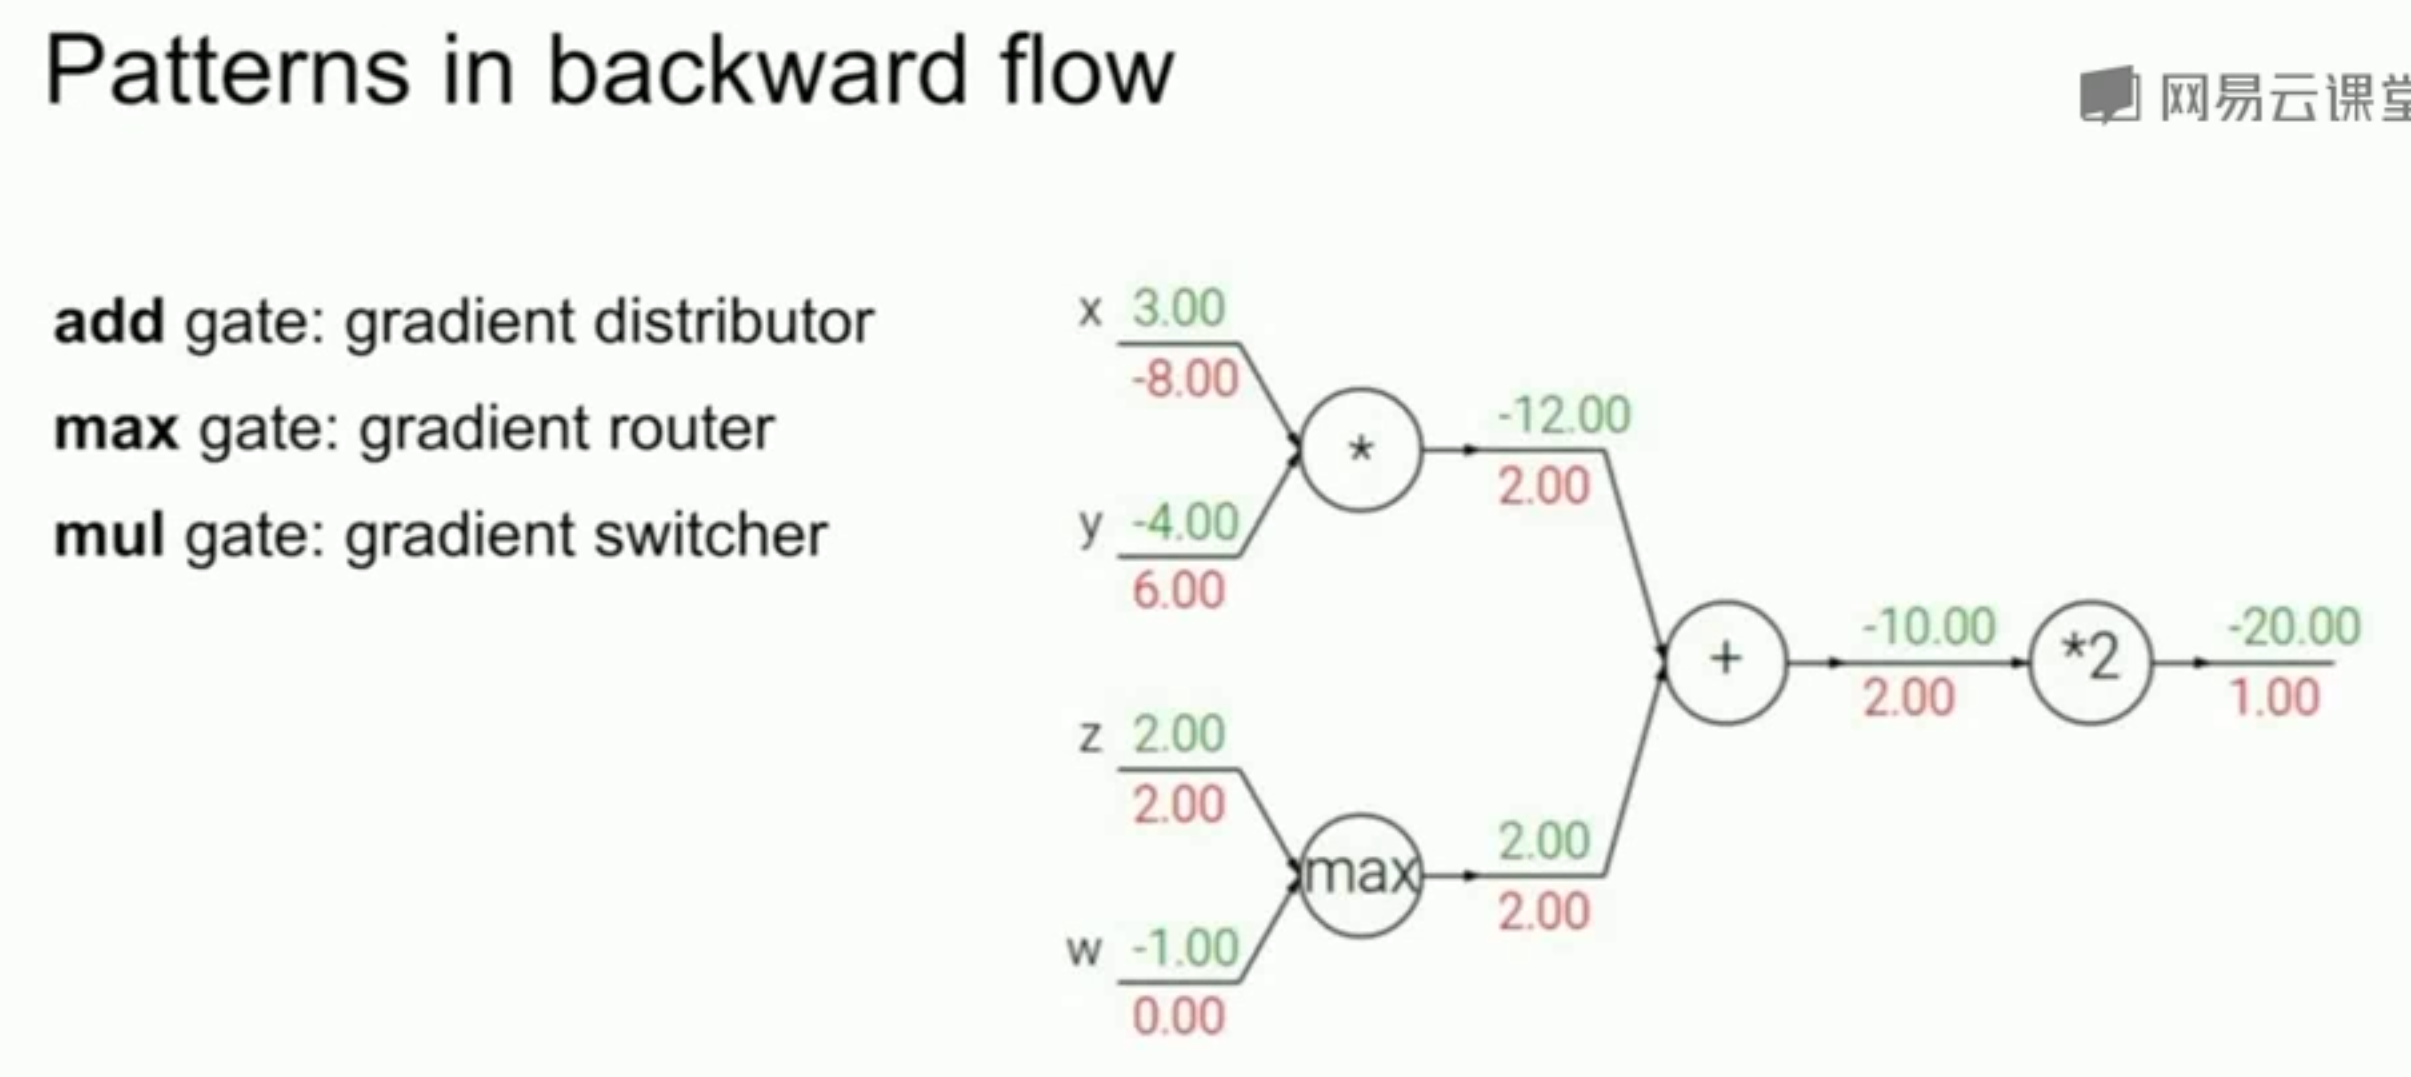 Patterns in backward flow
网易云课堂
add gate: gradient distributor
max gate: gradient router
mul gate: gradient switcher
x 3.00
-8.00
*
-12.00
2.00
y -4.00
6.00
+
-10.00
2.00
*2
-20.00
1.00
z 2.00
2.00
max
2.00
2.00
w -1.00
0.00